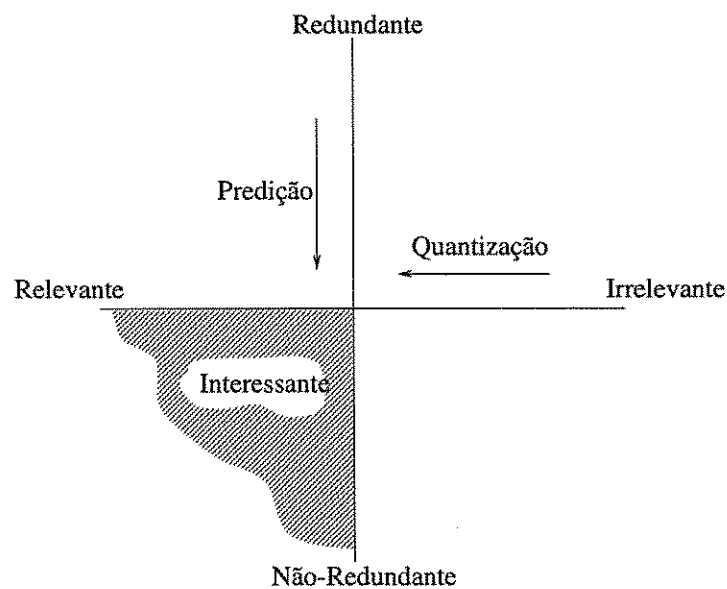 Redundante
Predição
Quantização
Relevante
Irrelevante
Interessante
Não-Redundante